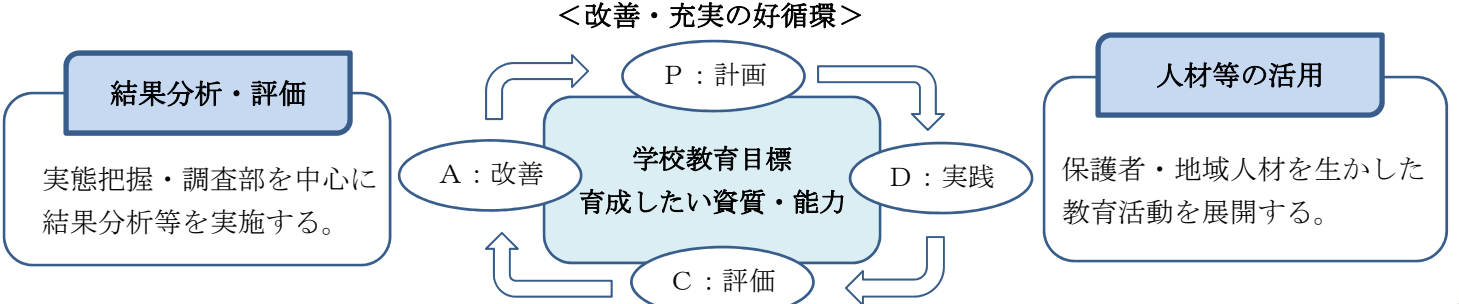 ＜改善・充実の好循環＞
結果分析・評価
実態把握・調査部を中心に
結果分析等を実施する。
Ｐ：計画
Ａ：改善
学校教育目標
育成したい資質・能力
Ｄ：実践
Ｃ：評価
人材等の活用
保護者・地域人材を生かした
教育活動を展開する。